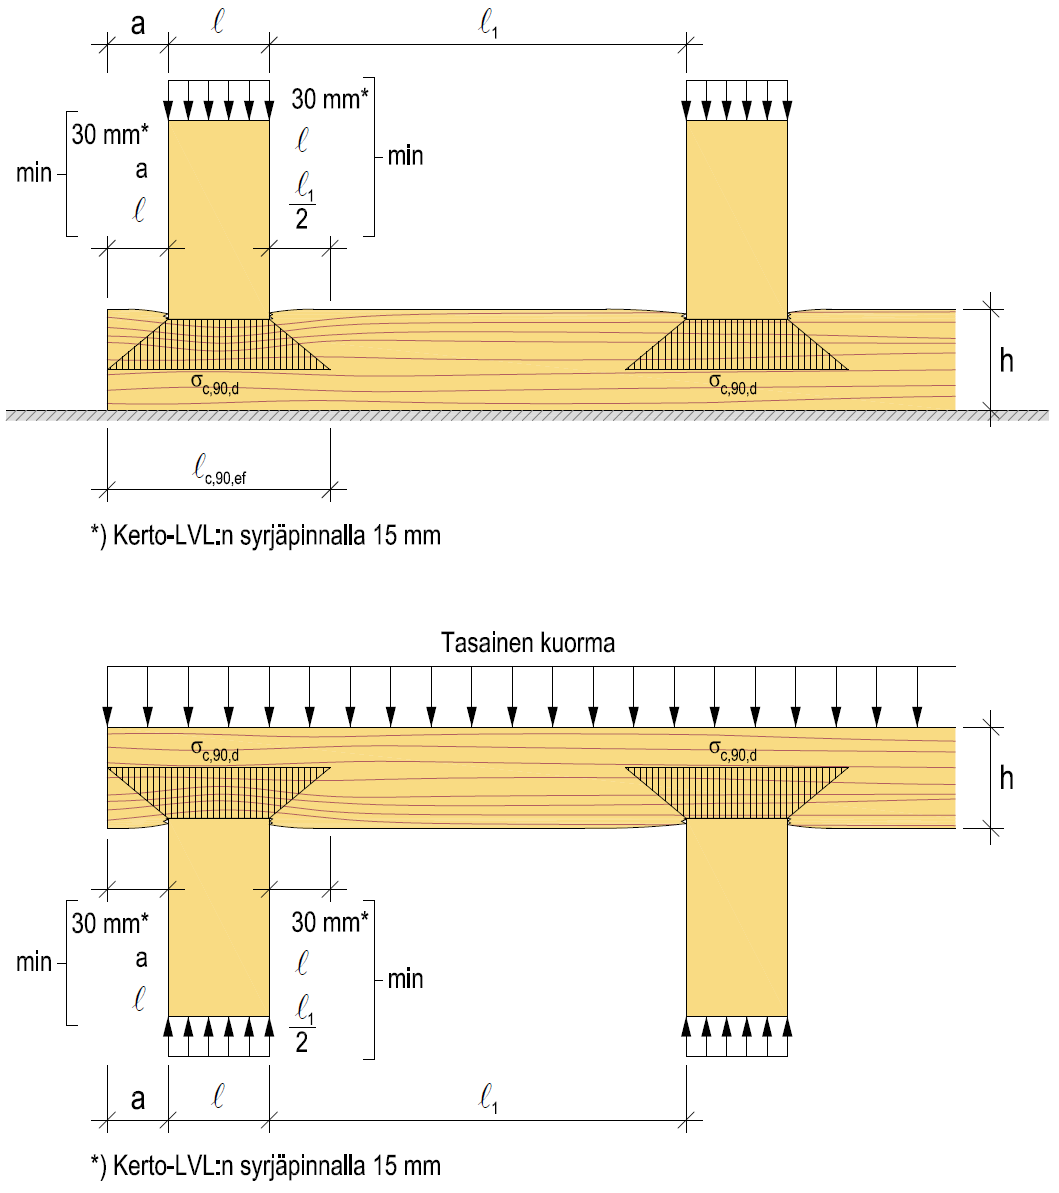 a ℓ ℓ1
30 mm* 30 mm*
min a ℓ min
ℓ ℓ1/2
σc,90,d σc,90,d
h
ℓc,90,ef
*) Kerto-LVL:n syrjäpinnalla 15 mm
Tasainen kuorma
σc,90,d σc,90,d
h
30 mm* 30 mm*
min a ℓ min
ℓ ℓ1/2
a ℓ ℓ1
*) Kerto-LVL:n syrjäpinnalla 15 mm